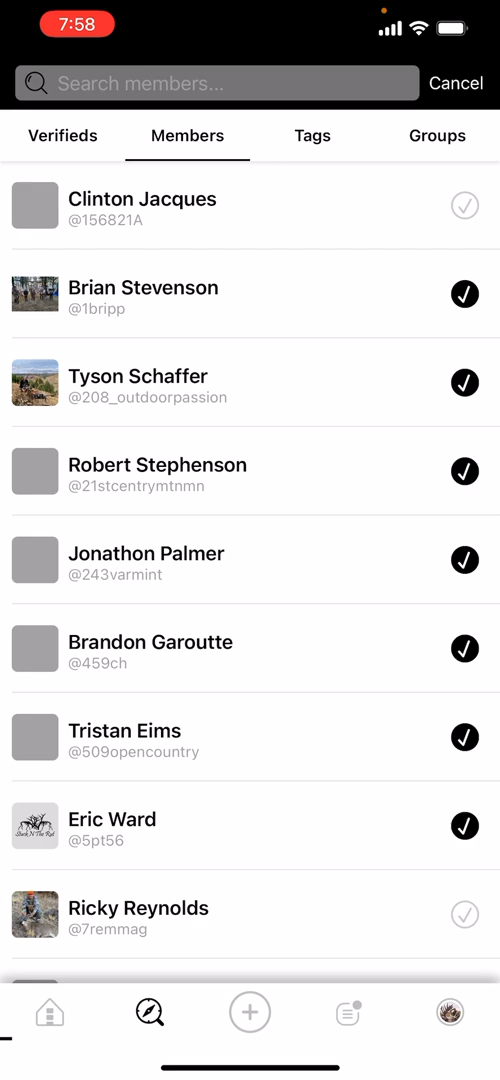 7:58
Search members...
Cancel
Verifieds
Members
Tags
Groups
Clinton Jacques
@156821A
Brian Stevenson
@1bripp
Tyson Schaffer
@208_outdoorpassion
Robert Stephenson
@21stcentrymtnmn
Jonathon Palmer
@243varmint
Brandon Garoutte
@459ch
Tristan Eims
@509opencountry
Eric Ward
@5pt56
Ricky Reynolds
@7remmag